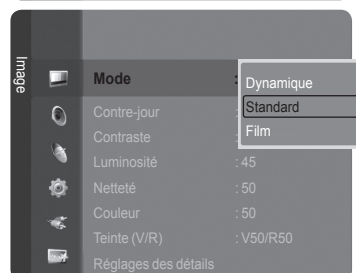 Image
Mode : Dynamique
Standard
Film
Contre-jour :
Contraste
Luminosité : 45
Netteté : 50
Couleur : 50
Teinte (V/R) : V50/R50
Réglages des détails